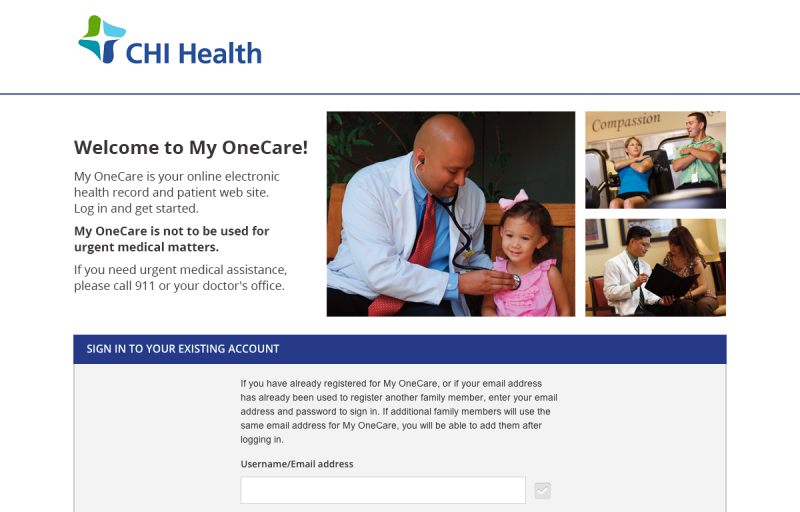 CHI Health
Welcome to My OneCare!
My OneCare is your online electronic
health record and patient web site.
Log in and get started.
My OneCare is not to be used for
urgent medical matters.
If you need urgent medical assistance,
please call 911 or your doctor's office.
Compassion
SIGN IN TO YOUR EXISTING ACCOUNT
If you have already registered for My OneCare, or if your email address
has already been used to register another family member, enter your email
address and password to sign in. If additional family members will use the
same email address for My OneCare, you will be able to add them after
logging in.
Username/Email address